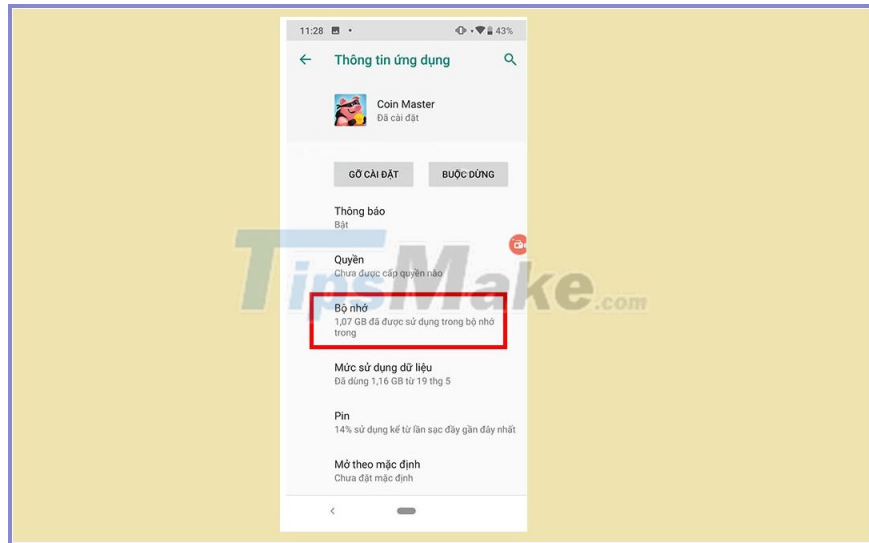 11:28
43%
Thông tin ứng dụng
Coin Master
Đã cài đặt
GỠ CÀI ĐẶT
BUỘC DỪNG
Thông báo
Bật
Quyền
Chưa được cấp quyền nào
TipsMake.com
Bộ nhớ
1,07 GB đã được sử dụng trong bộ nhớ
trong
Mức sử dụng dữ liệu
Đã dùng 1,16 GB từ 19 thg 5
Pin
14% sử dụng kể từ lần sạc đầy gần đây nhất
Mở theo mặc định
Chưa đặt mặc định